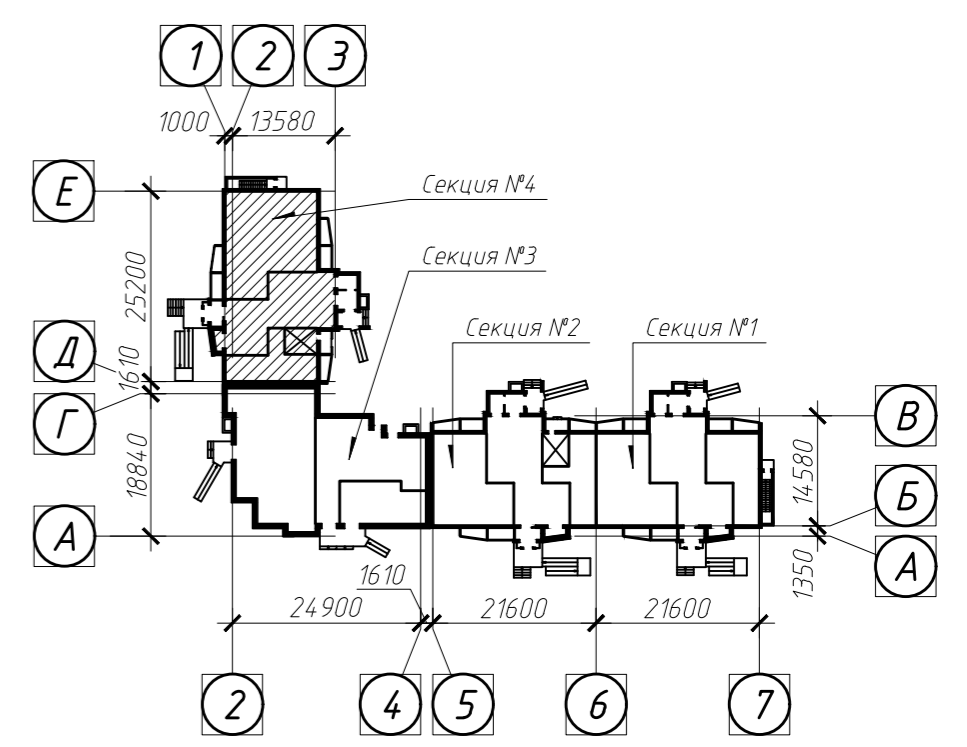 1 2 3
1000 13580
Е
Секция №4
25200
Секция №3
Д
1610
Секция №2 Секция №1
Г
В
18840
14580
Б
А
1350
А
1610
24900 21600 21600
2 4 5 6 7